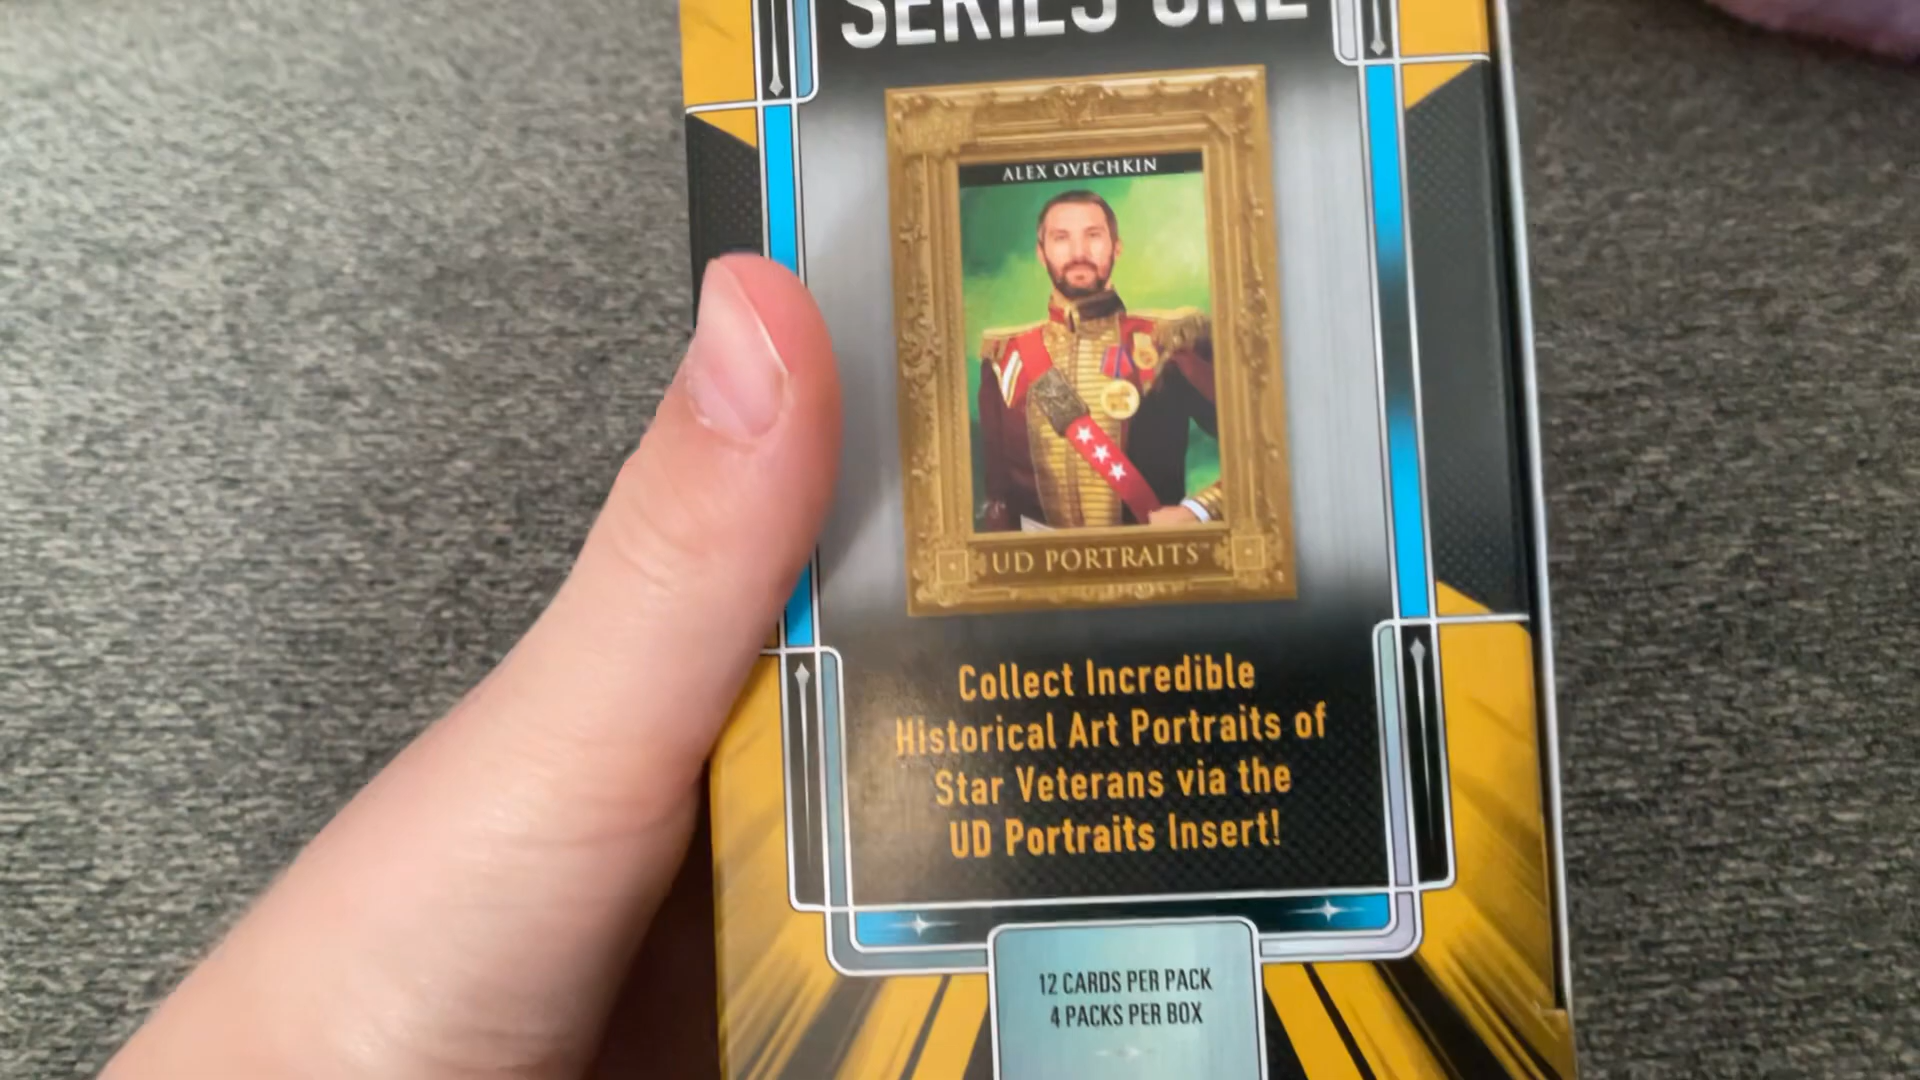 SERIES ONE
ALEX OVECHKIN
UD PORTRAITS™
Collect Incredible
Historical Art Portraits of
Star Veterans via the
UD Portraits Insert!
12 CARDS PER PACK
4 PACKS PER BOX